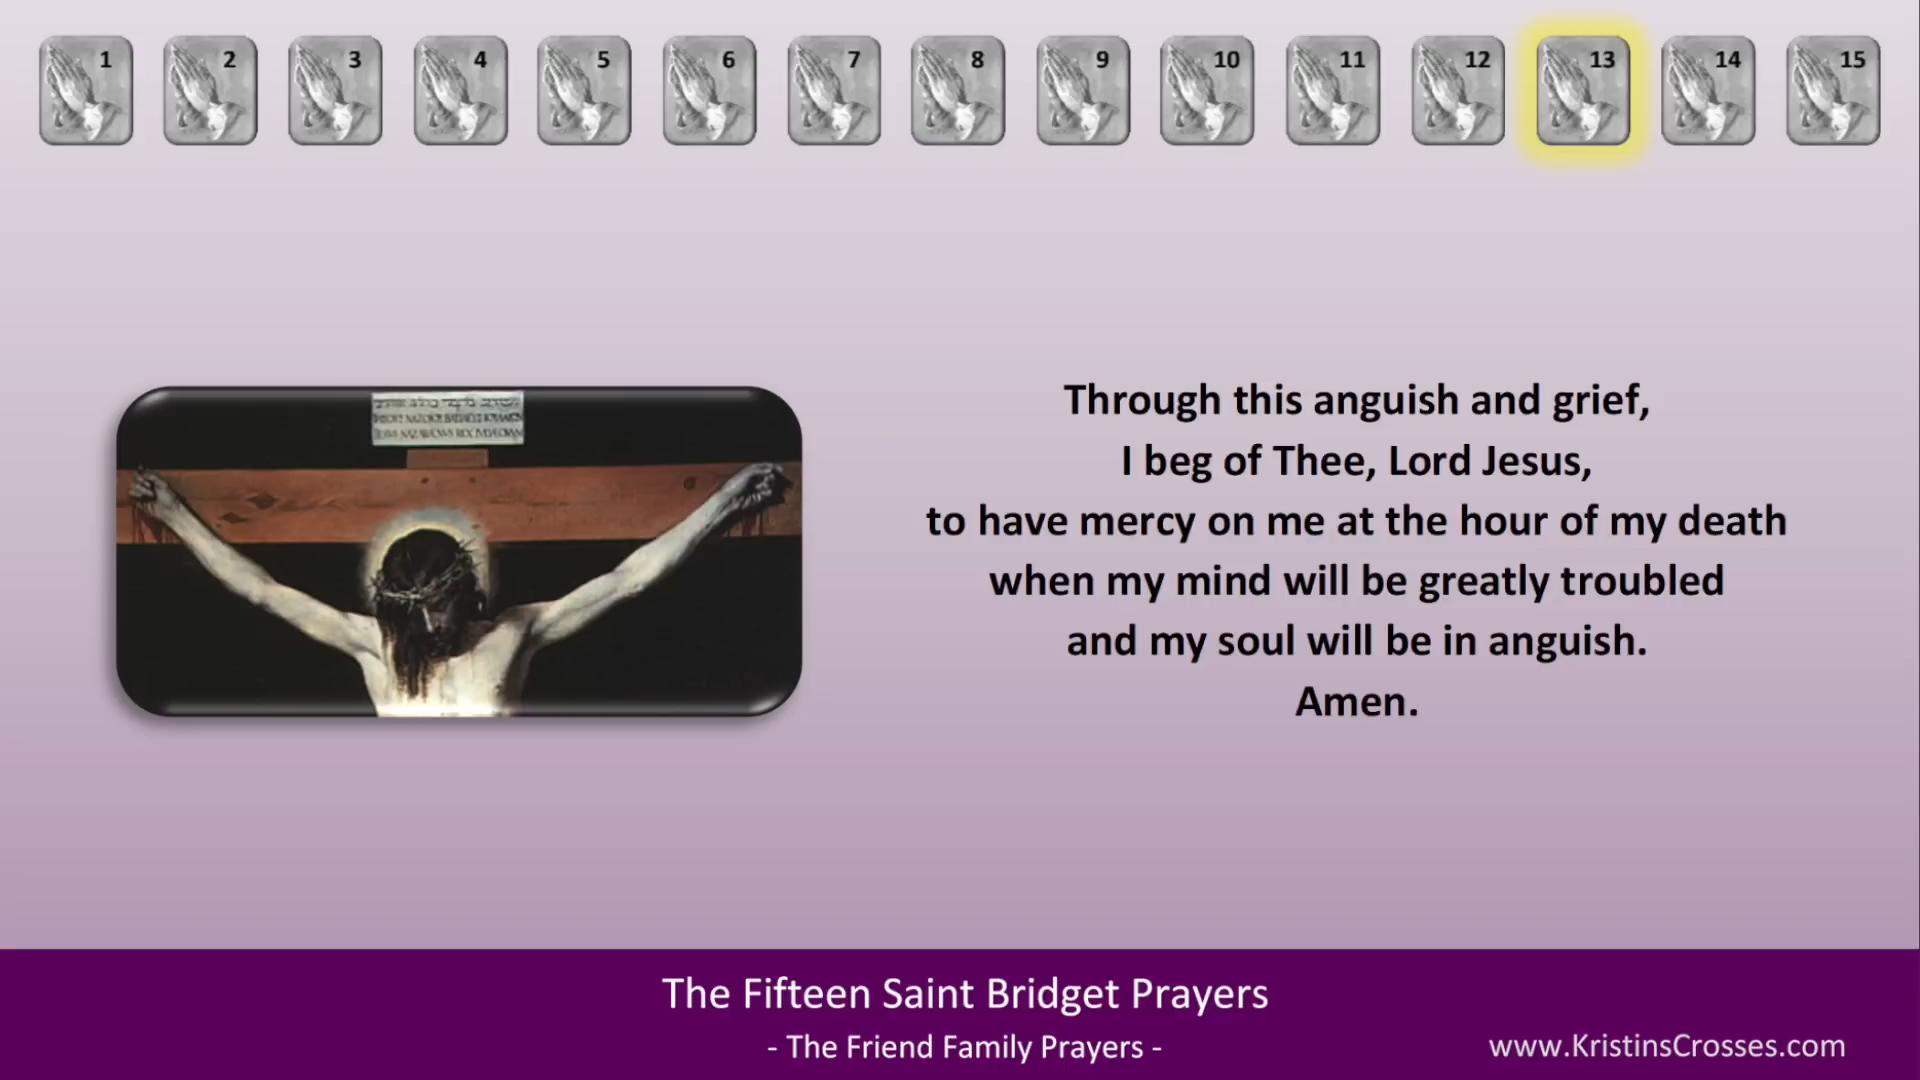 1 2 3 4 5 6 7 8 9 10 11 12 13 14 15
Through this anguish and grief,
I beg of Thee, Lord Jesus,
to have mercy on me at the hour of my death
when my mind will be greatly troubled
and my soul will be in anguish.
Amen.
The Fifteen Saint Bridget Prayers
- The Friend Family Prayers -
www.KristinsCrosses.com